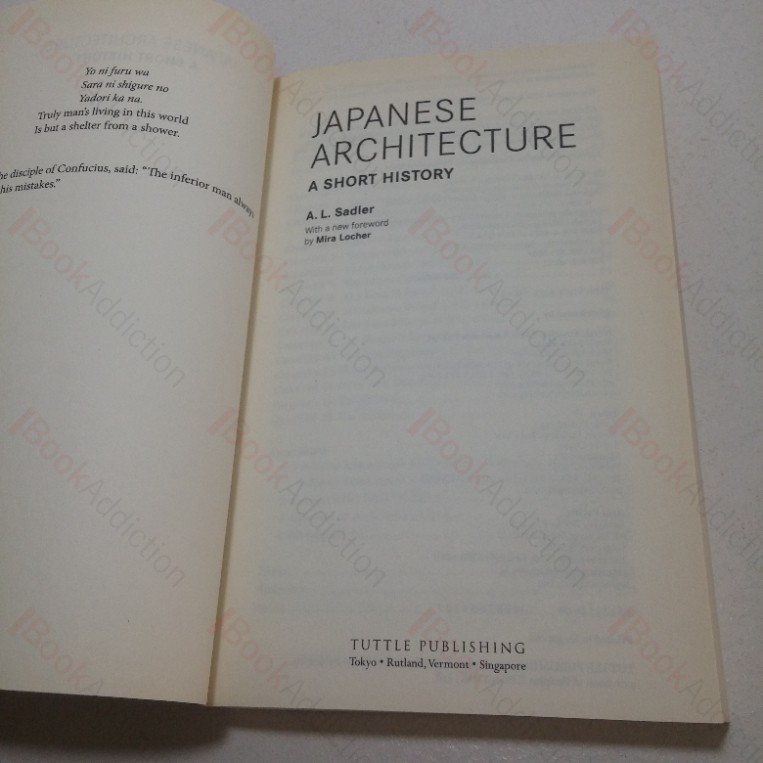 Yo ni furu wa
Sara ni shigure no
Yadori ka na.
Truly man's living in this world
Is but a shelter from a shower.
he disciple of Confucius, said: "The inferior man always
his mistakes."
JAPANESE
ARCHITECTURE
A SHORT HISTORY
A. L. Sadler
With a new foreword
by Mira Locher
TUTTLE PUBLISHING
Tokyo • Rutland, Vermont • Singapore
BookAddiction